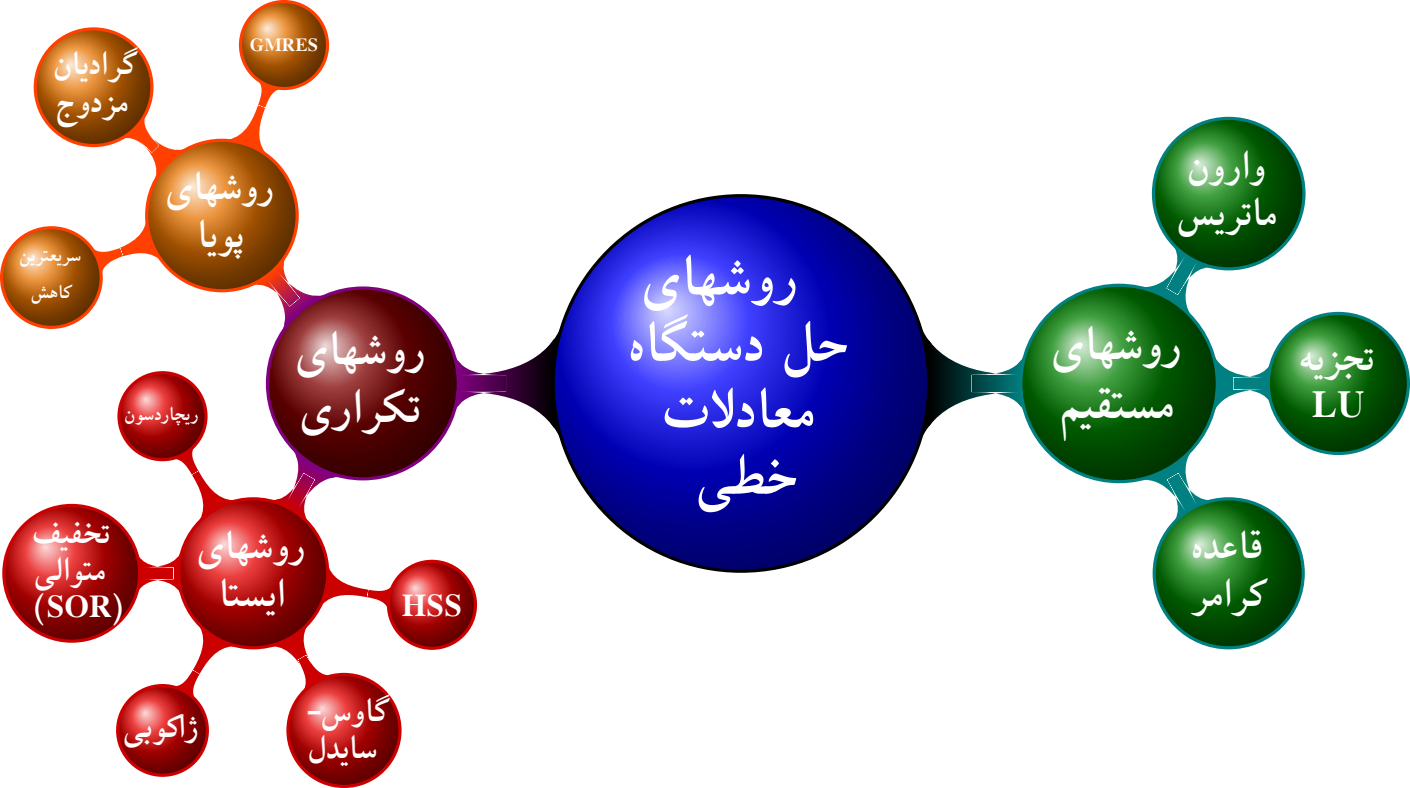 روشهای
حل دستگاه
معادلات
خطی
روشهای
مستقیم
وارون
ماتریس
تجزیه
LU
قاعده
کرامر
روشهای
تکراری
روشهای
پویا
GMRES
گرادیان
مزدوج
سریعترین
کاهش
روشهای
ایستا
ریچاردسون
تخفیف
متوالی
(SOR)
ژاکوبی
گاوس-
سایدل
HSS